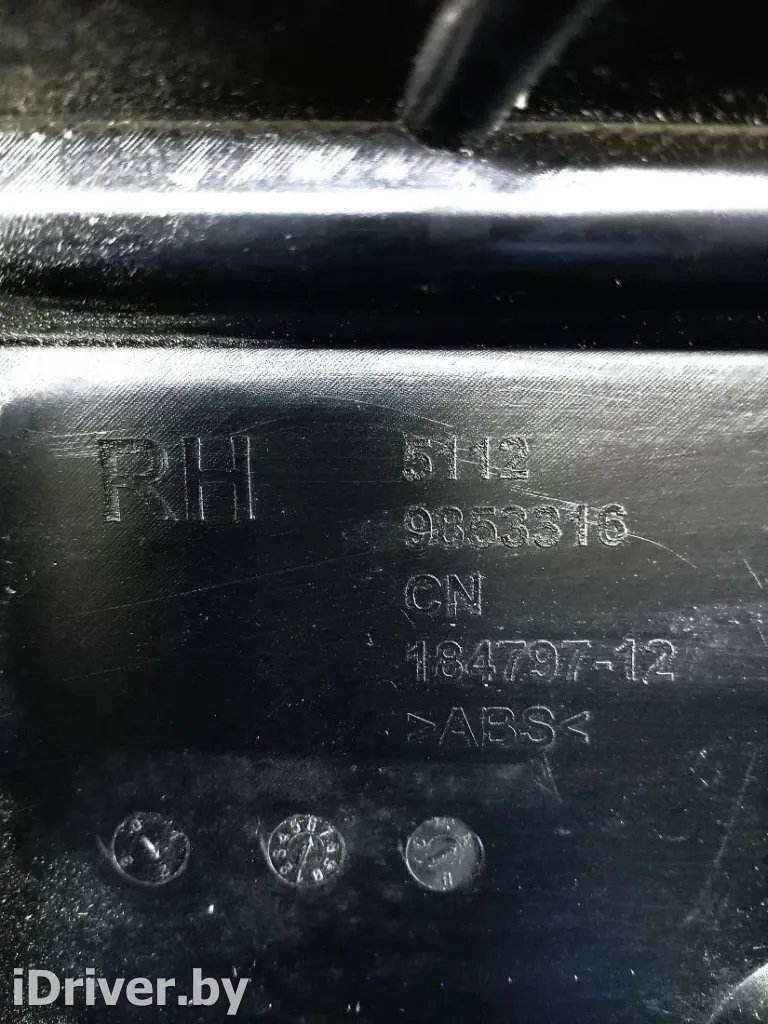 RH
5112
9853316
CN
184797-12
>ABS<
iDriver.by